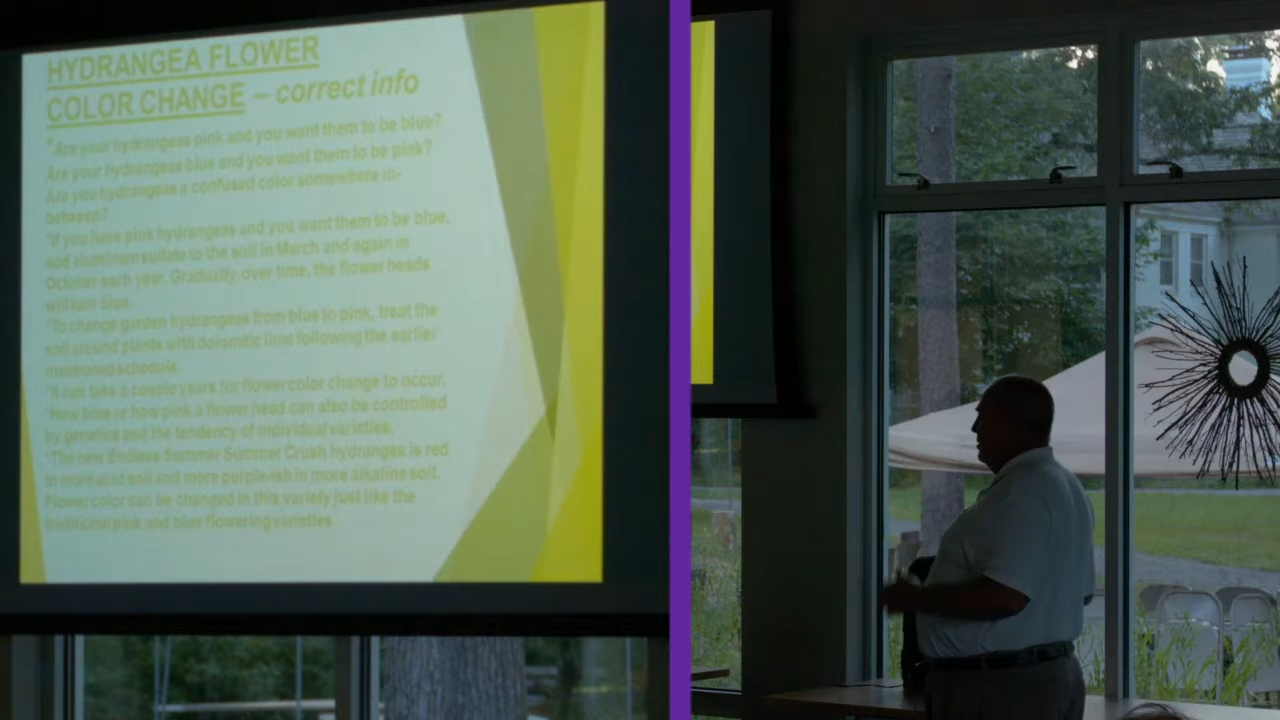 HYDRANGEA FLOWER
COLOR CHANGE – correct info
*Are your hydrangeas pink and you want them to be blue?
Are your hydrangeas blue and you want them to be pink?
Are you hydrangeas a confused color somewhere in-
between?
*If you have pink hydrangeas and you want them to be blue,
add aluminum sulfate to the soil in March and again in
October each year. Gradually, over time, the flower heads
will turn blue.
*To change garden hydrangeas from blue to pink, treat the
soil around plants with dolomitic lime following the earlier
mentioned schedule.
*It can take a couple years for flower color change to occur.
*How blue or how pink a flower head can also be controlled
by genetics and the tendency of individual varieties.
*The new Endless Summer Summer Crush hydranges is red
in more acid soil and more purple-ish in more alkaline soil.
Flower color can be changed in this variety just like the
traditional pink and blue flowering varieties